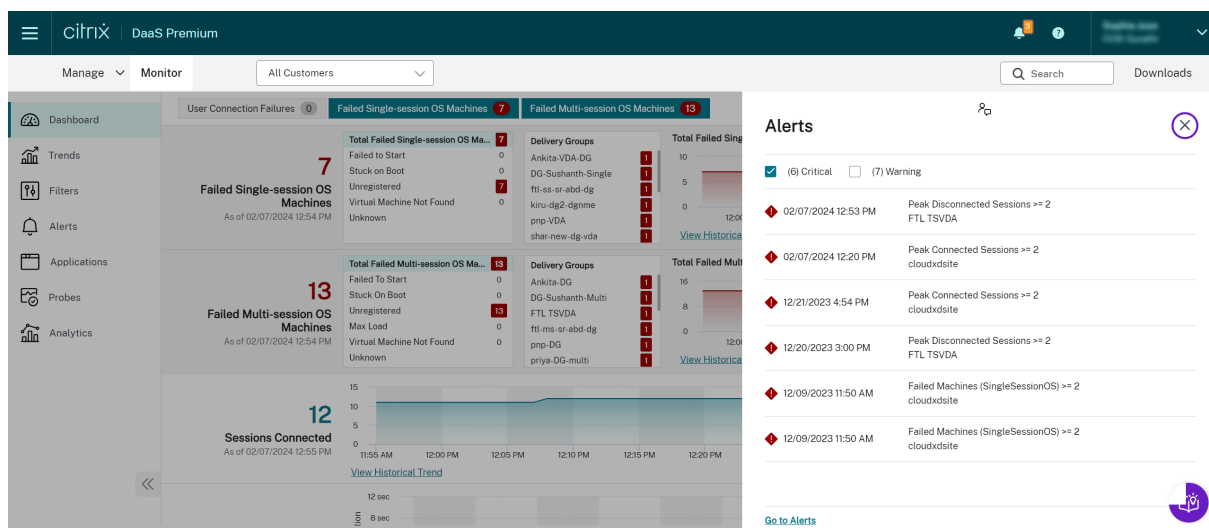 citrix | DaaS Premium
3
?
Manage Monitor All Customers Search Downloads
Dashboard
Trends
Filters
Alerts
Applications
Probes
Analytics
User Connection Failures 0 Failed Single-session OS Machines 7 Failed Multi-session OS Machines 13
7
Failed Single-session OS
Machines
As of 02/07/2024 12:54 PM
Total Failed Single-session OS Ma... 7
Failed to Start 0
Stuck on Boot 0
Unregistered 7
Virtual Machine Not Found 0
Unknown
Delivery Groups
Ankita-VDA-DG 1
DG-Sushanth-Single 1
ftl-ss-sr-abd-dg 1
kiru-dg2-dgnme 1
pnp-VDA 1
shar-new-dg-vda 1
Total Failed Sing
10
5
0
12:00
View Historica
13
Failed Multi-session OS
Machines
As of 02/07/2024 12:54 PM
Total Failed Multi-session OS Ma... 13
Failed To Start 0
Stuck On Boot 0
Unregistered 13
Max Load 0
Virtual Machine Not Found 0
Unknown
Delivery Groups
Ankita-DG 1
DG-Sushanth-Multi 1
FTL TSVDA 1
ftl-ms-sr-abd-dg 1
pnp-DG 1
priya-DG-multi 1
Total Failed Mult
16
8
0
12:00
View Historica
12
Sessions Connected
As of 02/07/2024 12:55 PM
15
10
5
0
11:55 AM 12:00 PM 12:05 PM 12:10 PM 12:15 PM 12:20 PM
View Historical Trend
12 sec
8 sec
Alerts
(6) Critical (7) Warning
02/07/2024 12:53 PM Peak Disconnected Sessions >= 2
FTL TSVDA
02/07/2024 12:20 PM Peak Connected Sessions >= 2
cloudxdsite
12/21/2023 4:54 PM Peak Connected Sessions >= 2
cloudxdsite
12/20/2023 3:00 PM Peak Disconnected Sessions >= 2
FTL TSVDA
12/09/2023 11:50 AM Failed Machines (SingleSessionOS) >= 2
cloudxdsite
12/09/2023 11:50 AM Failed Machines (SingleSessionOS) >= 2
cloudxdsite
Go to Alerts